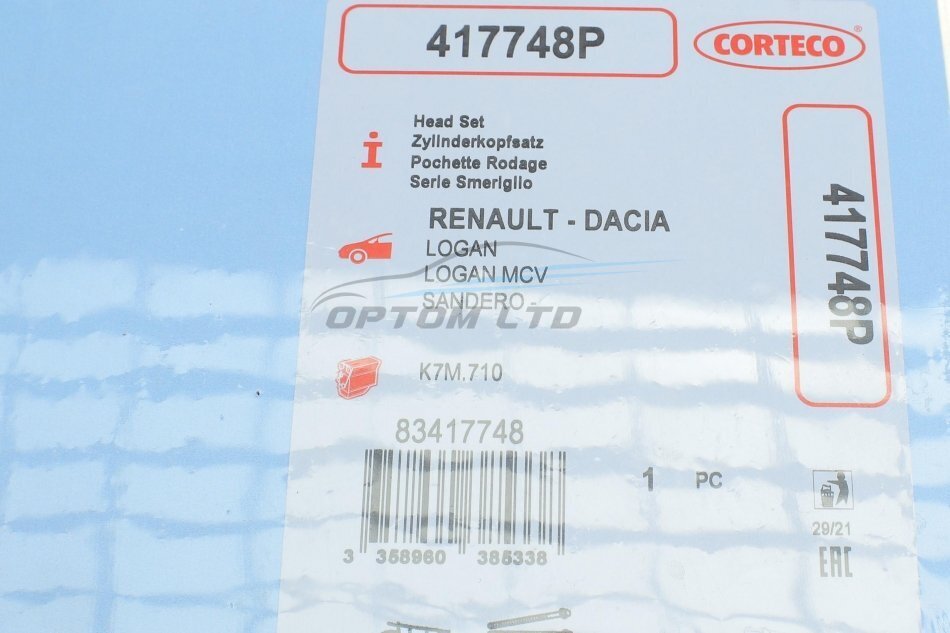 417748P
CORTECO®
Head Set
Zylinderkopfsatz
Pochette Rodage
Serie Smeriglio
RENAULT - DACIA
LOGAN
LOGAN MCV
SANDERO -
OPTOM LTD
K7M.710
83417748
1 PC
3 358960 385338
29/21
EAC
417748P